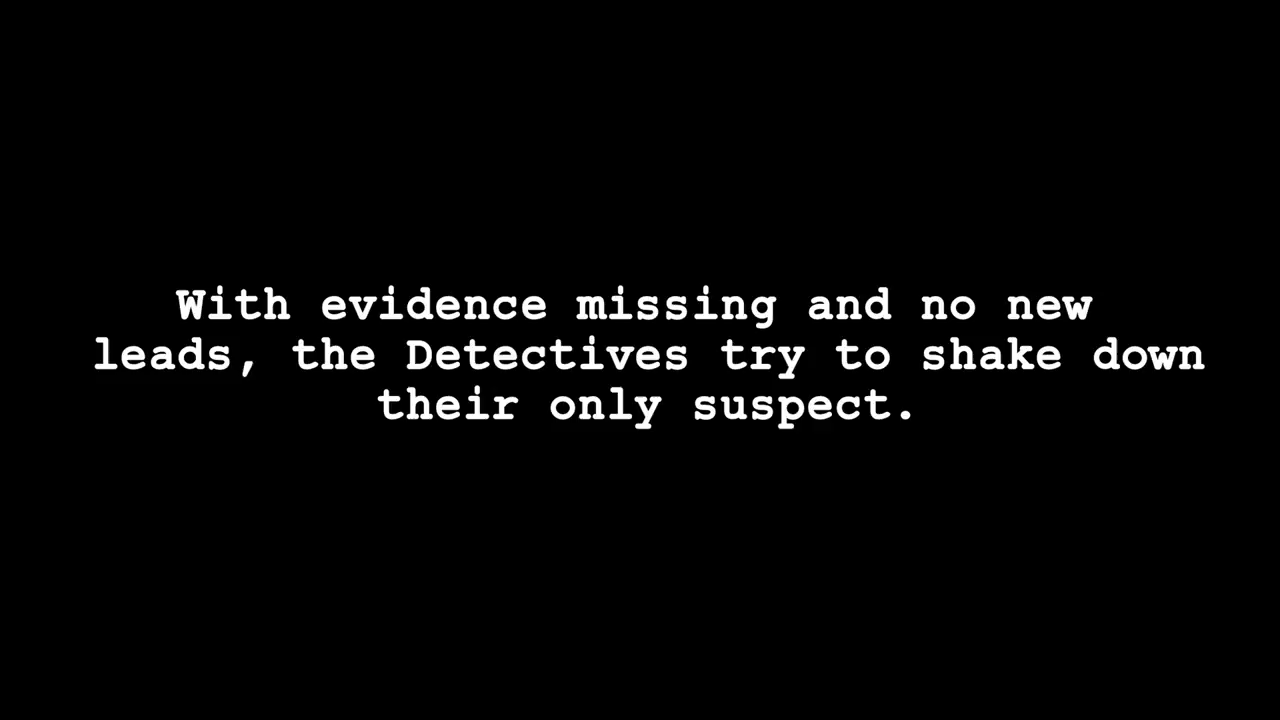 With evidence missing and no new
leads, the Detectives try to shake down
their only suspect.